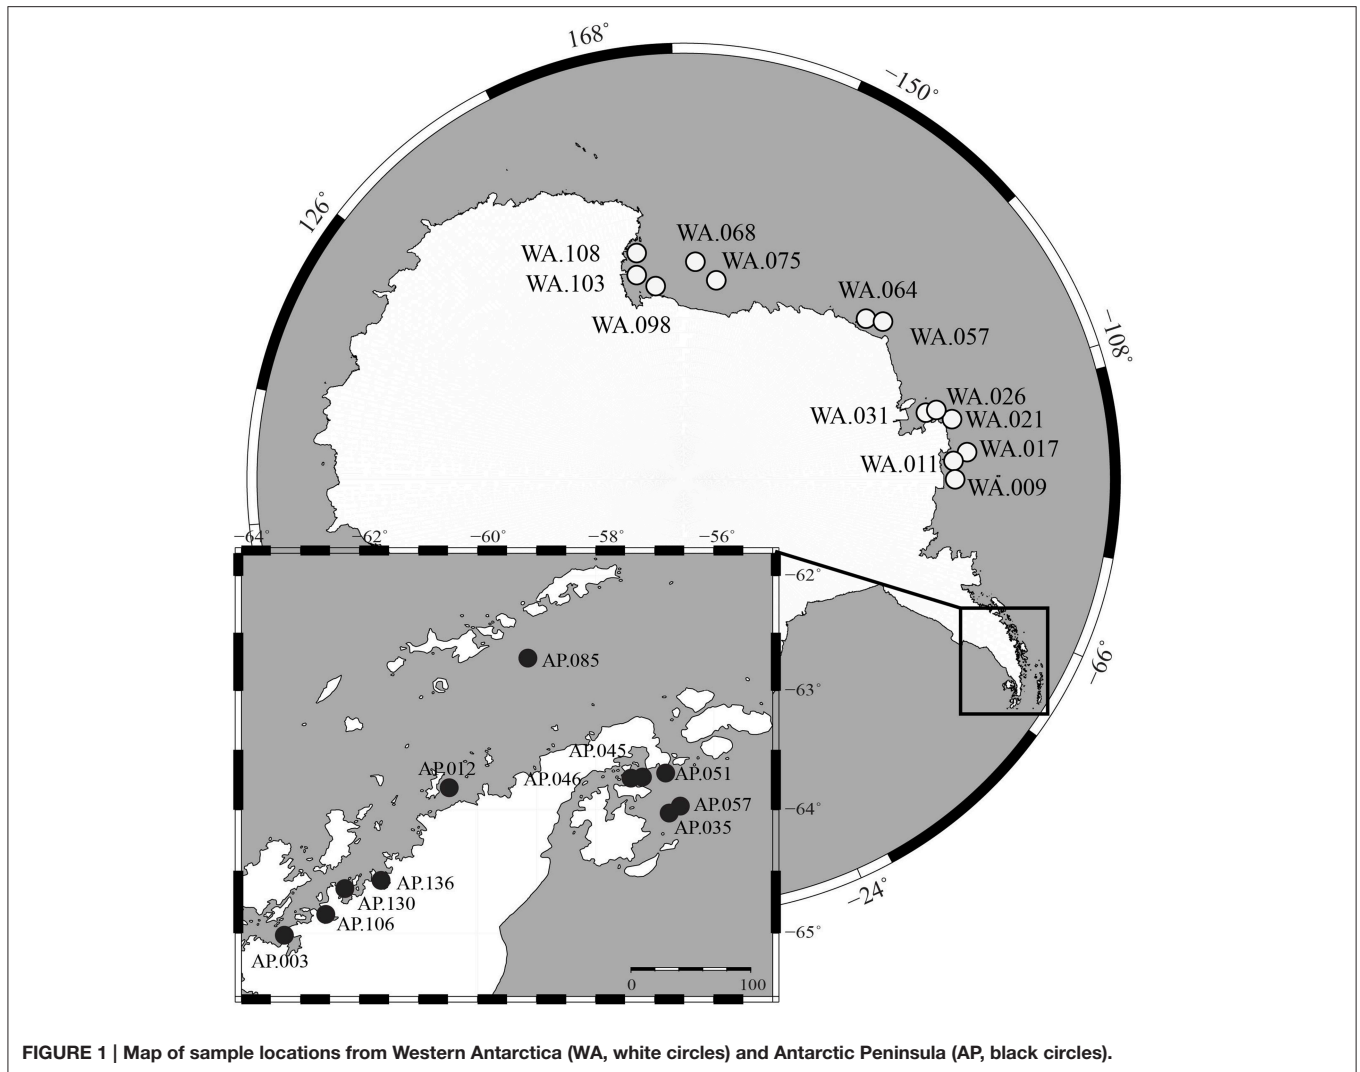 168°
−150°
126°
WA.068
WA.108
WA.075
WA.103
WA.064
WA.098
WA.057
−108°
WA.026
WA.031
WA.021
WA.017
WA.011
WA.009
−64°
−62°
−60°
−58°
−56°
−62°
AP.085
−66°
−63°
AP.045
AP.012
AP.051
AP.046
AP.057
−64°
AP.035
AP.136
−24°
AP.130
AP.106
−65°
AP.003
0
100
FIGURE 1 | Map of sample locations from Western Antarctica (WA, white circles) and Antarctic Peninsula (AP, black circles).